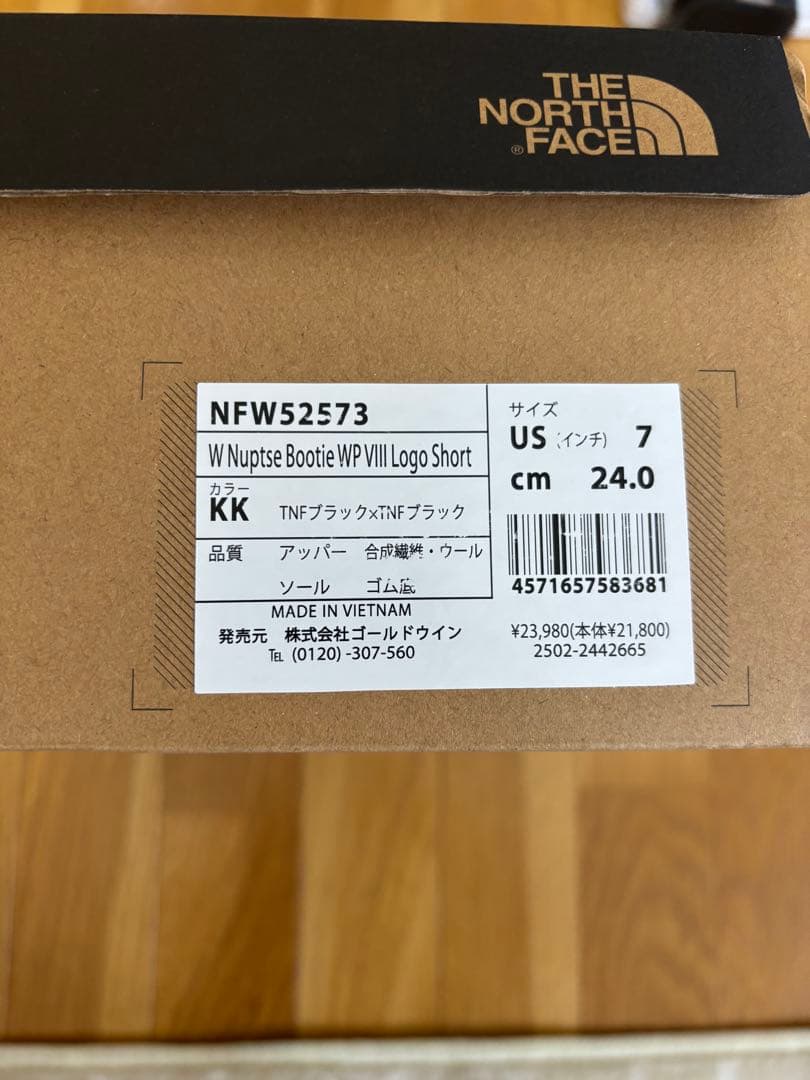 THE
NORTH
FACE
®
NFW52573
W Nuptse Bootie WP VIII Logo Short
カラー
KK TNFブラック×TNFブラック
品質 アッパー 合成繊維・ウール
ソール ゴム底
MADE IN VIETNAM
発売元 株式会社ゴールドウイン
TEL (0120) -307-560
サイズ
US (インチ) 7
cm 24.0
4571657583681
¥23,980(本体¥21,800)
2502-2442665